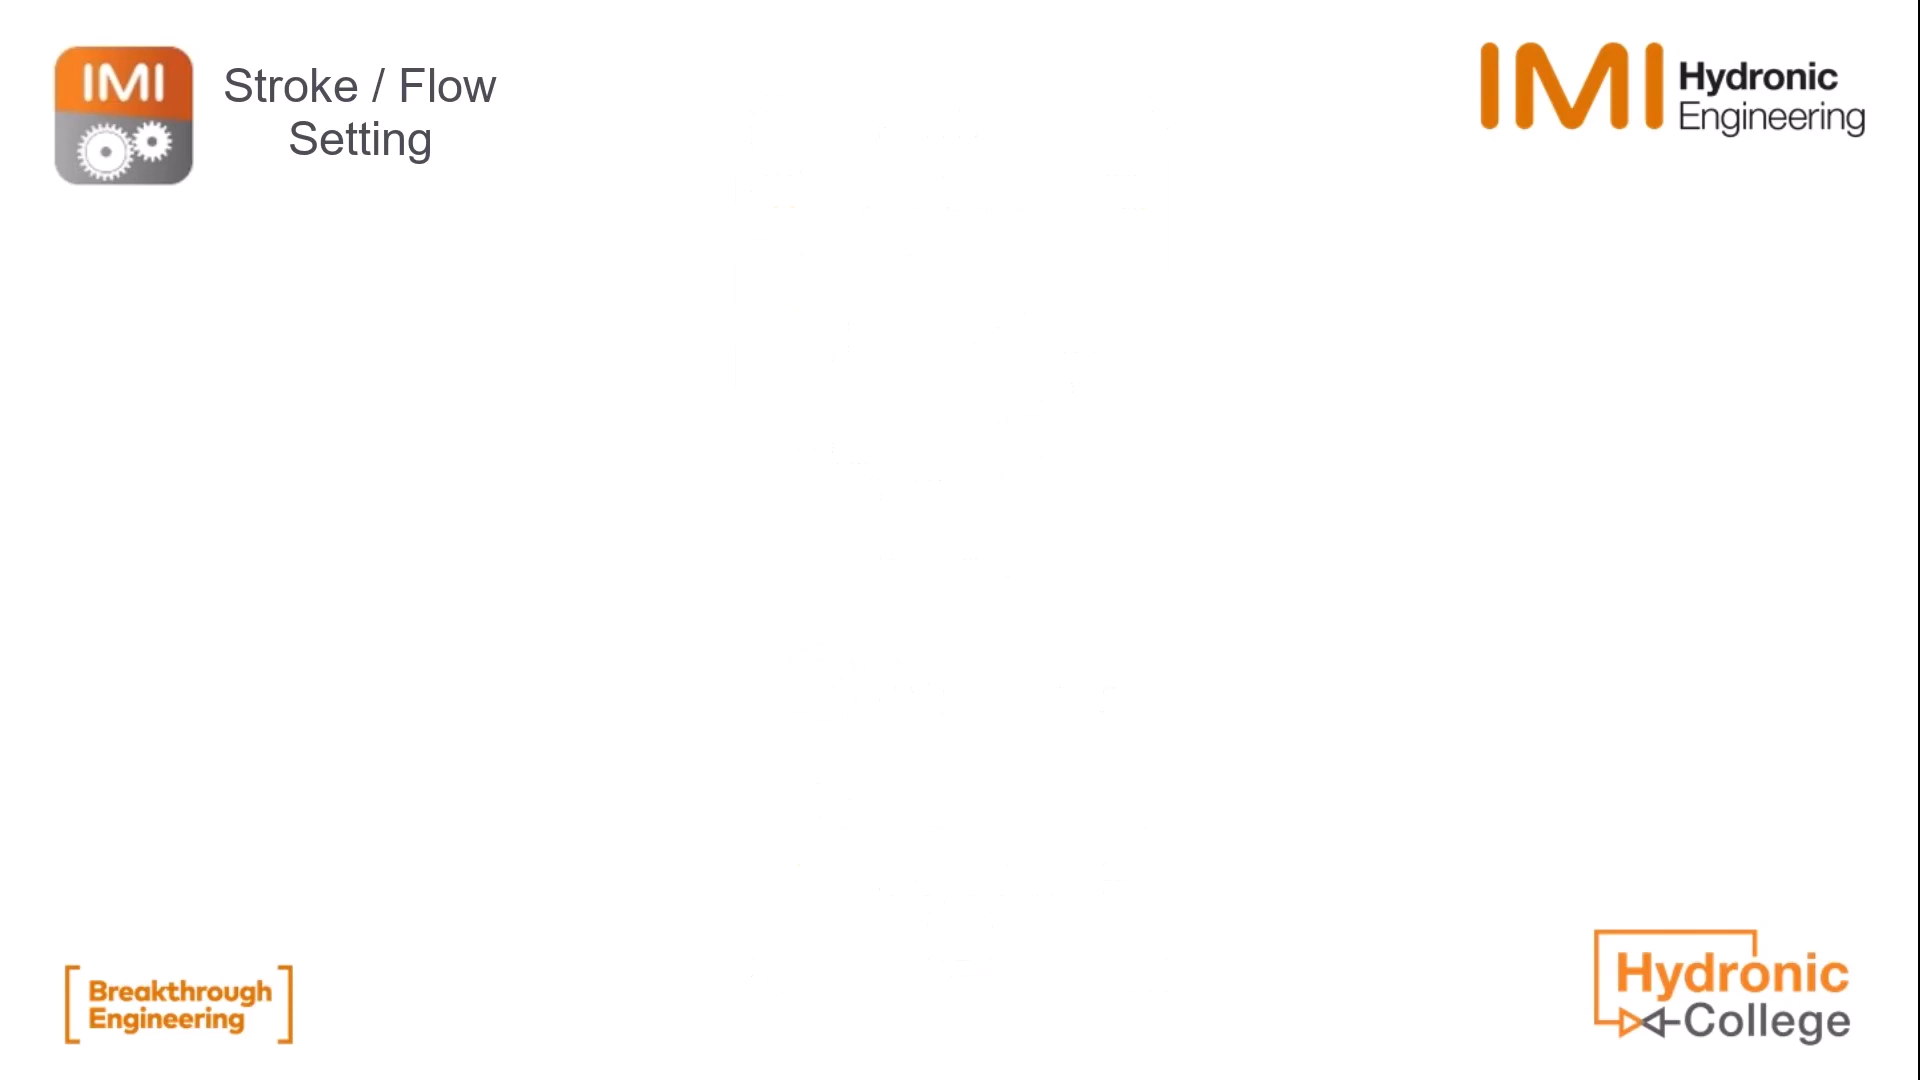 IMI
Stroke / Flow
Setting
IMI Hydronic
Engineering
Breakthrough
Engineering
Hydronic
College